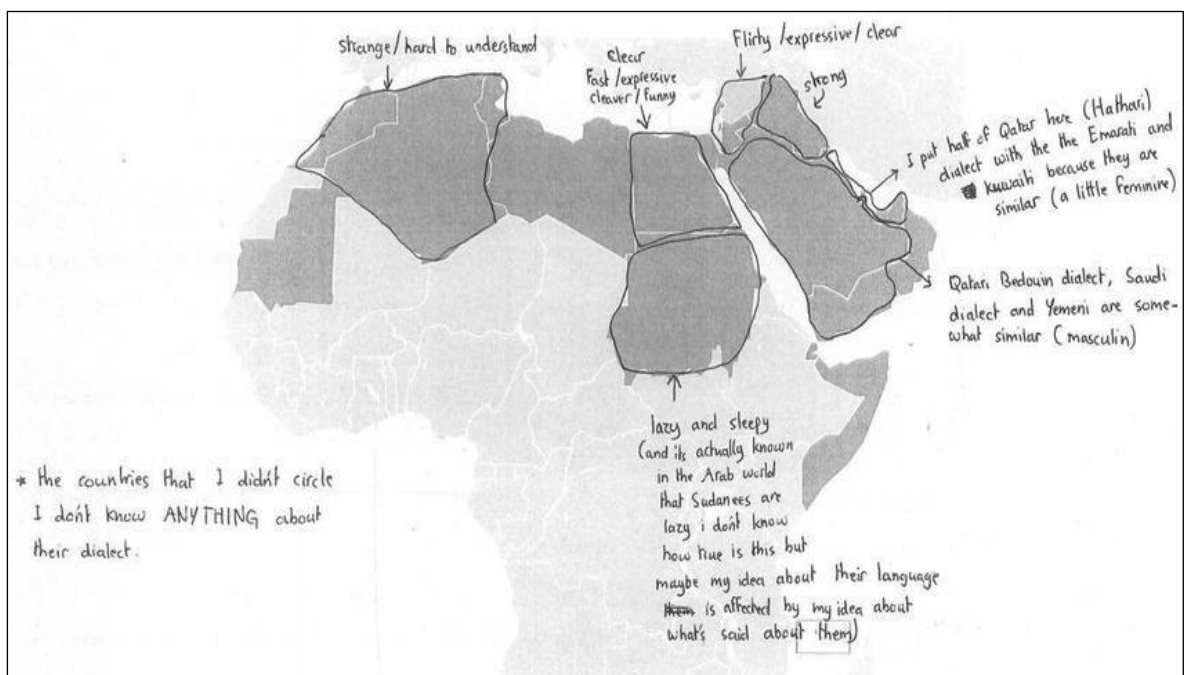 strange/hard to understand
clear
Fast/expressive
cleaver/funny
Flirty/expressive/clear
strong
I put half of Qatar here (Hathari)
dialect with the the Emarati and
kuwaiti because they are
similar (a little feminine)
Qatari Bedouin dialect, Saudi
dialect and Yemeni are some-
what similar (masculin)
lazy and sleepy
(and its actually known
in the Arab world
that Sudanees are
lazy i don't know
how true is this but
maybe my idea about their language
is affected by my idea about
what's said about them)
* the countries that I didn't circle
I don't know ANYTHING about
their dialect.